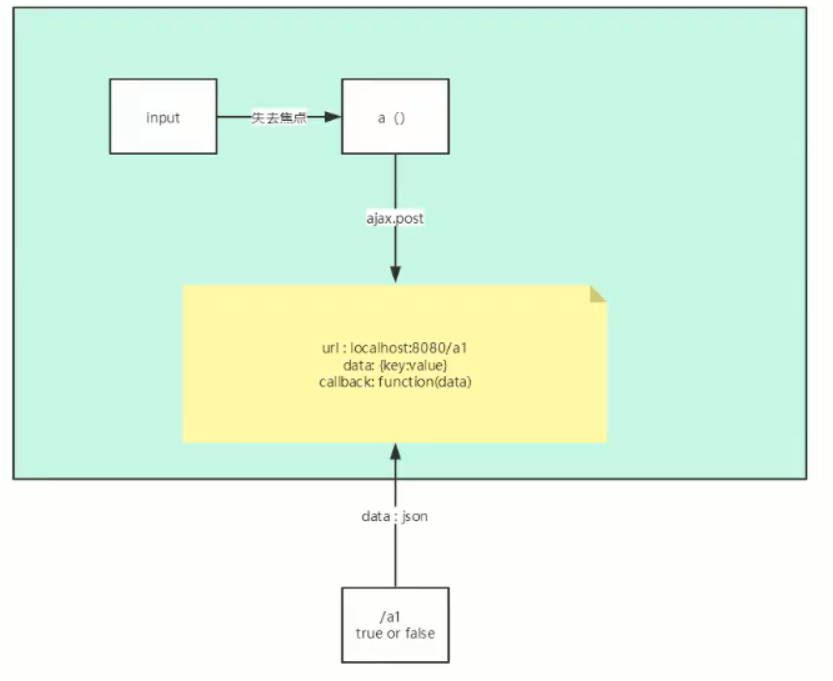 input
失去焦点
a（）
ajax.post
url : localhost:8080/a1
data: {key:value}
callback: function(data)
data : json
/a1
true or false